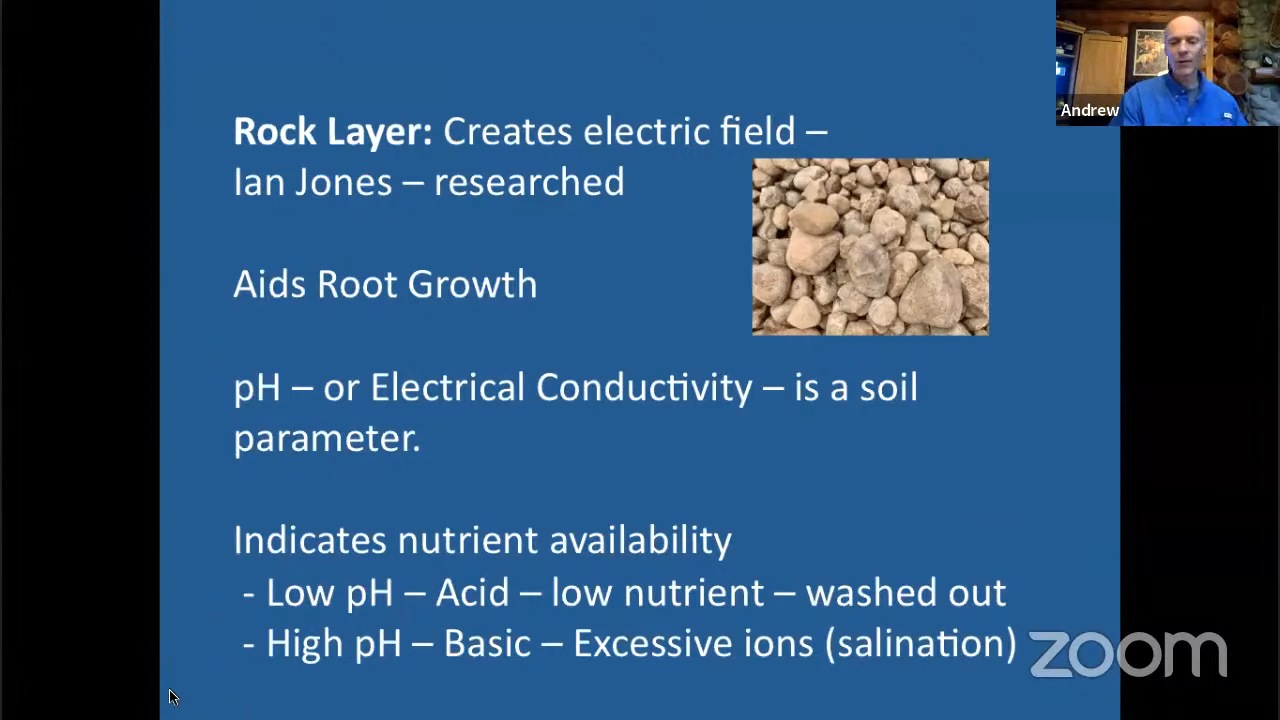 Rock Layer: Creates electric field –
Ian Jones – researched
Aids Root Growth
pH – or Electrical Conductivity – is a soil
parameter.
Indicates nutrient availability
- Low pH – Acid – low nutrient – washed out
- High pH – Basic – Excessive ions (salination)
Andrew
zoom